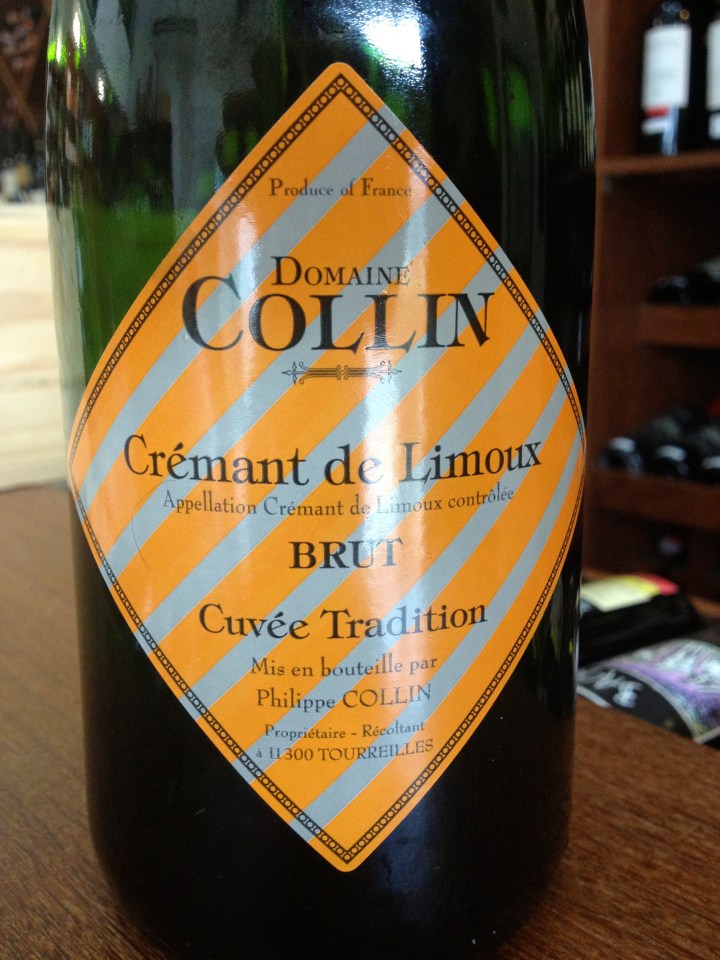 Produce of France
DOMAINE
COLLIN
Crémant de Limoux
Appellation Crémant de Limoux contrôlée
BRUT
Cuvée Tradition
Mis en bouteille par
Philippe COLLIN
Propriétaire - Récoltant
à 11300 TOURREILLES